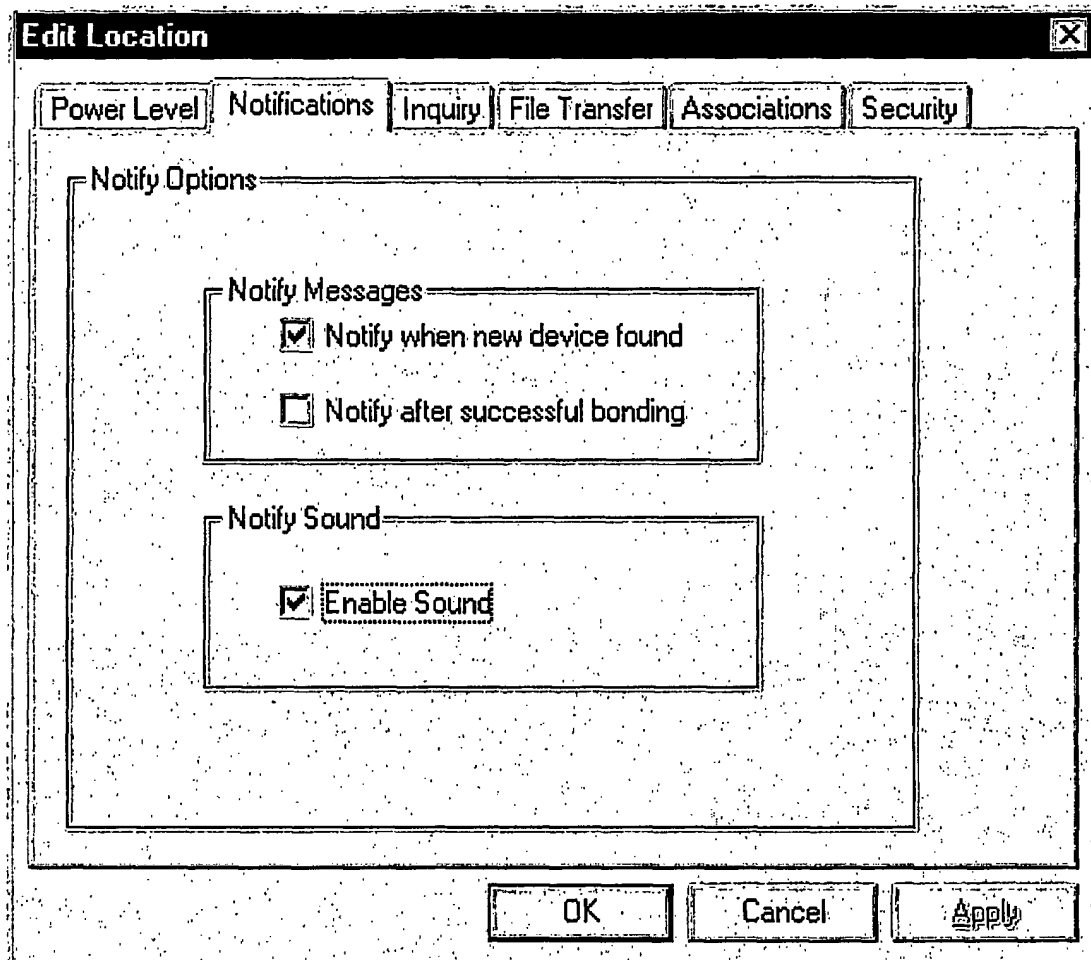 Edit Location
Power Level Notifications Inquiry File Transfer Associations Security
Notify Options
Notify Messages
Notify when new device found
Notify after successful bonding
Notify Sound
Enable Sound
OK Cancel Apply